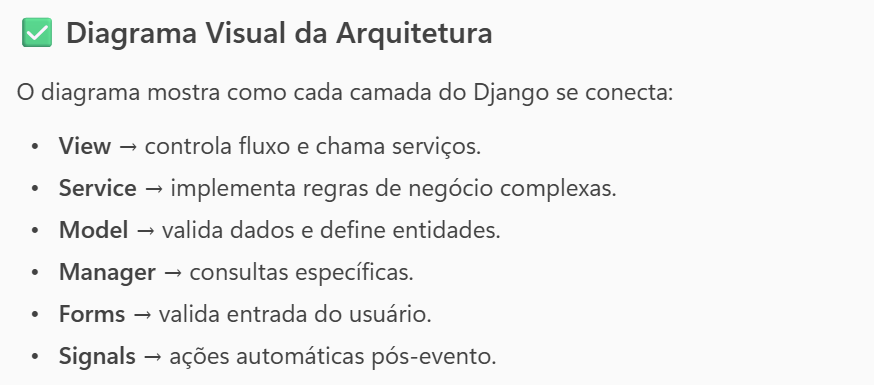 ✅ Diagrama Visual da Arquitetura
O diagrama mostra como cada camada do Django se conecta:
• View → controla fluxo e chama serviços.
• Service → implementa regras de negócio complexas.
• Model → valida dados e define entidades.
• Manager → consultas específicas.
• Forms → valida entrada do usuário.
• Signals → ações automáticas pós-evento.